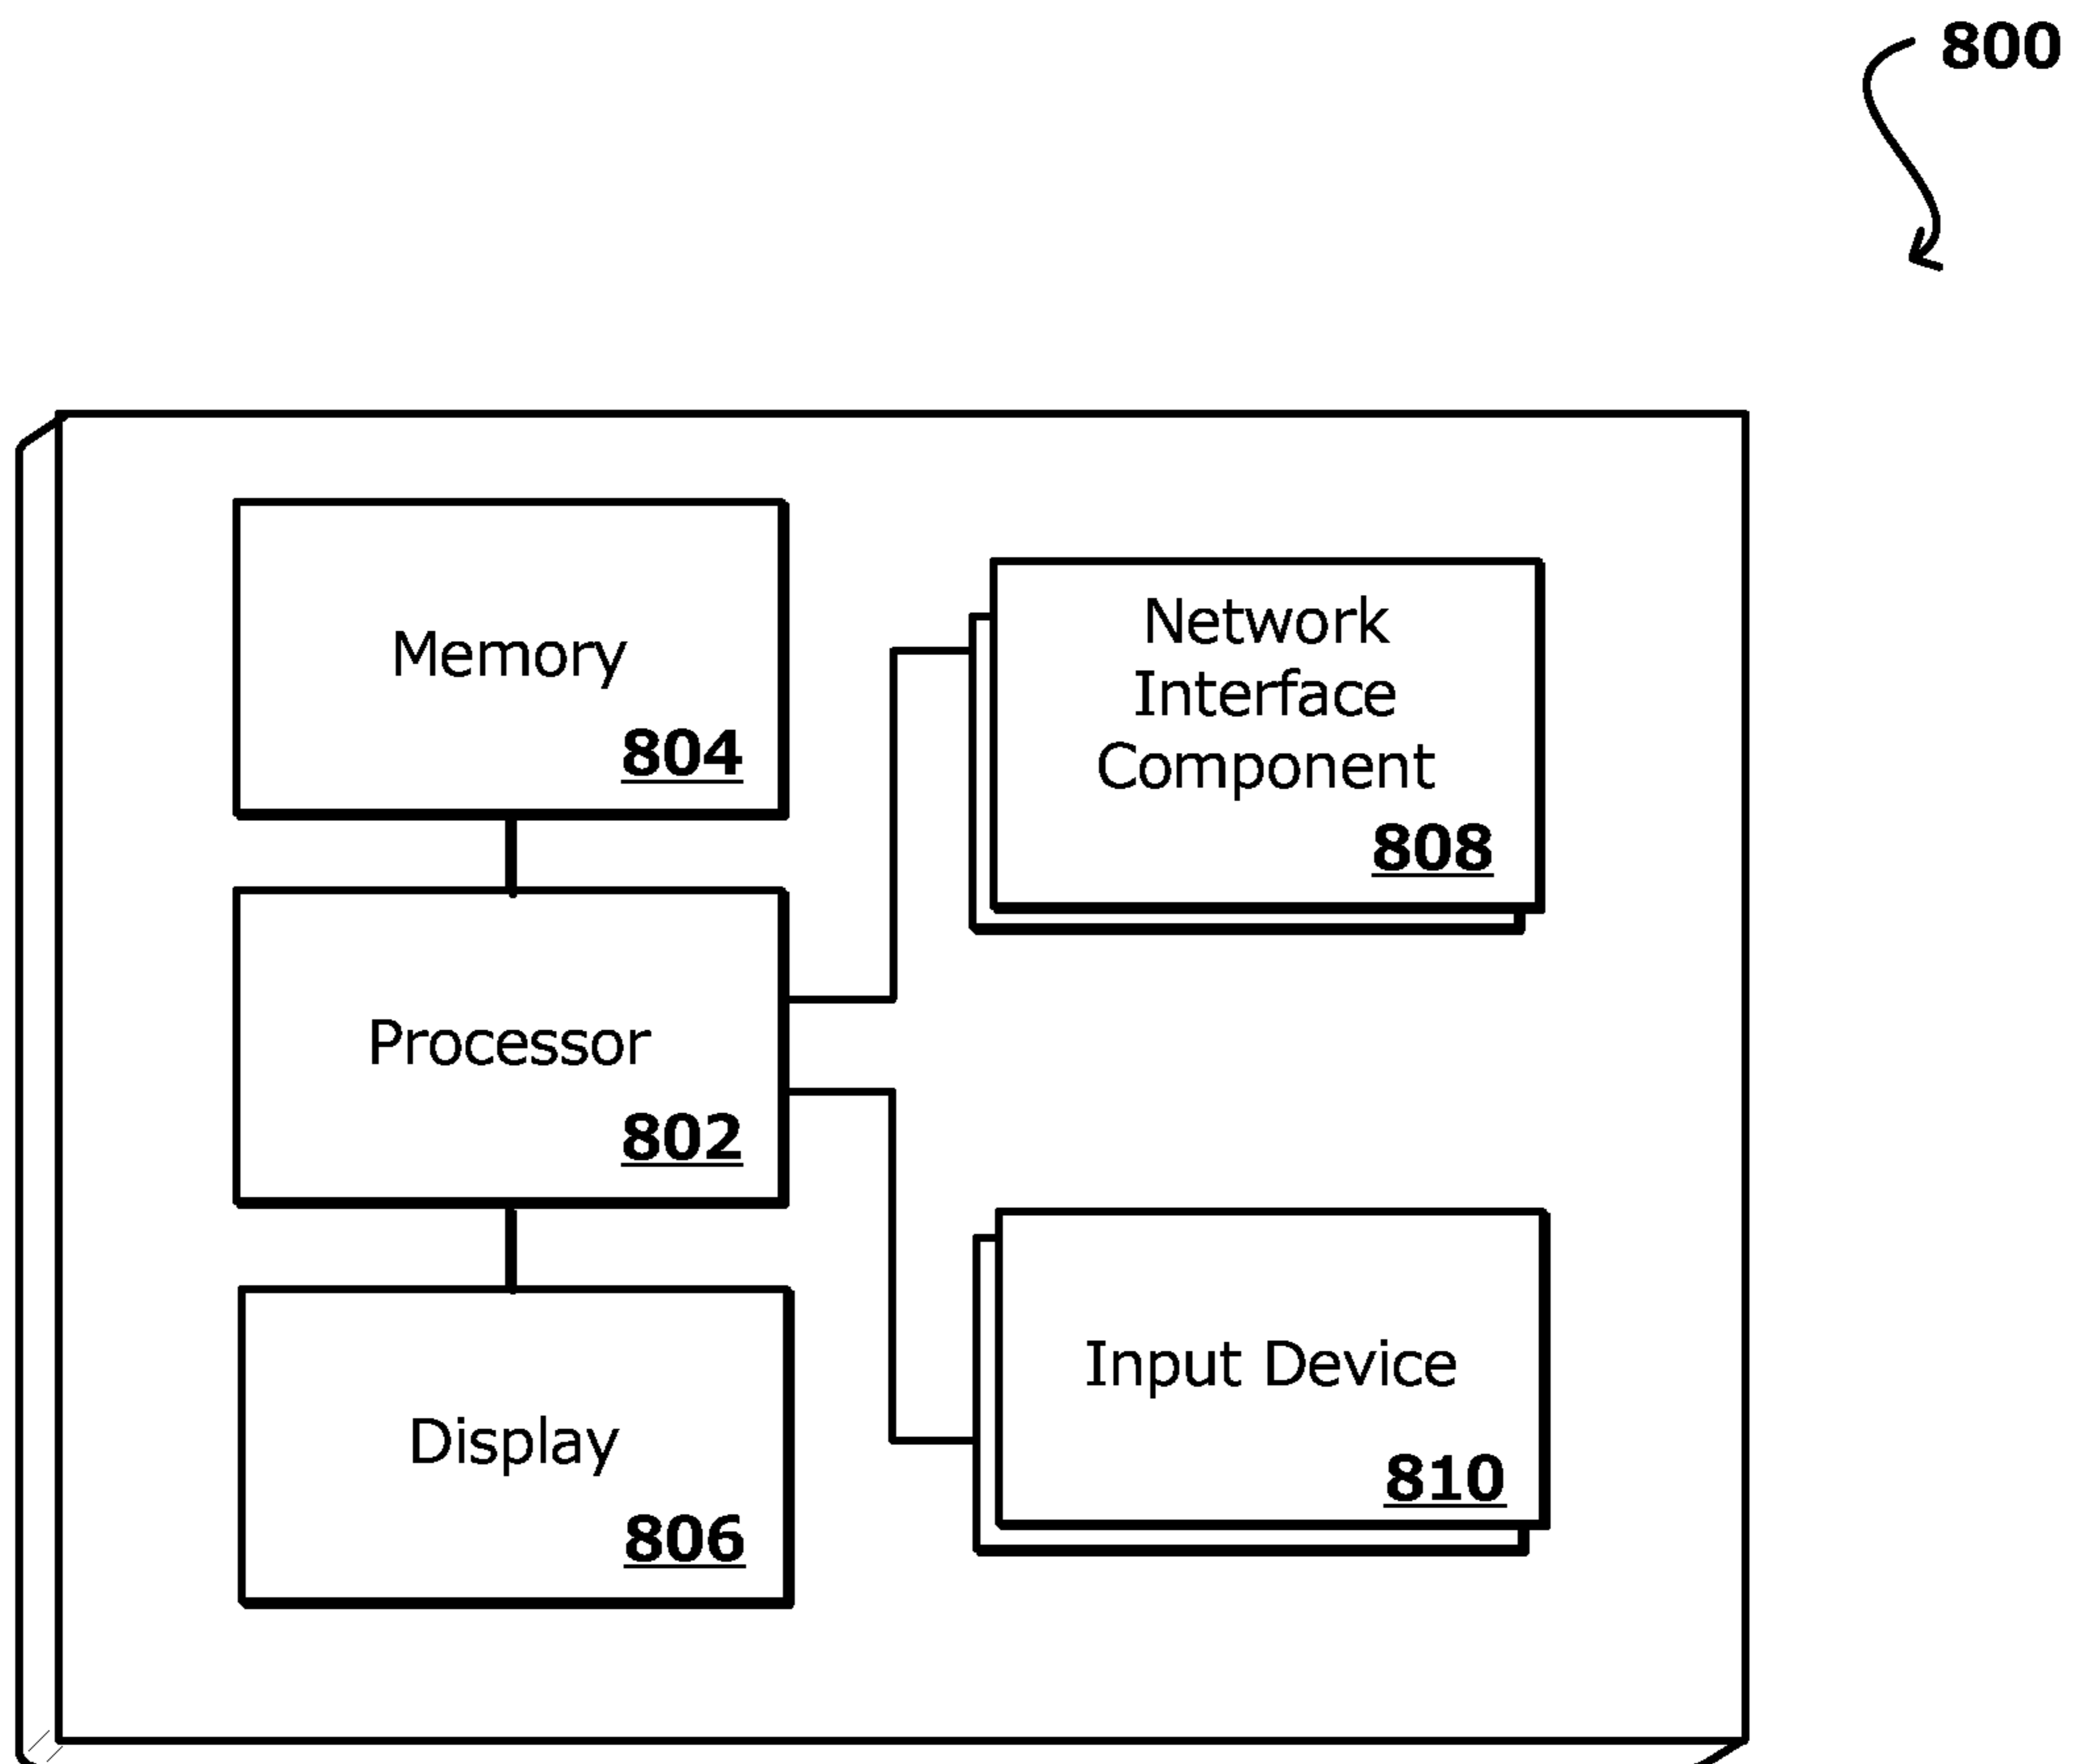 800
Memory
804
Network
Interface
Component
808
Processor
802
Input Device
810
Display
806